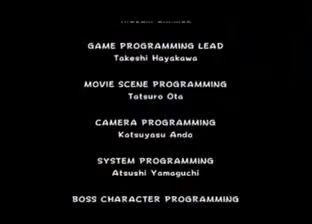 GAME PROGRAMMING LEAD
Takeshi Hayakawa
MOVIE SCENE PROGRAMMING
Tatsuro Ota
CAMERA PROGRAMMING
Katsuyasu Ando
SYSTEM PROGRAMMING
Atsushi Yamaguchi
BOSS CHARACTER PROGRAMMING